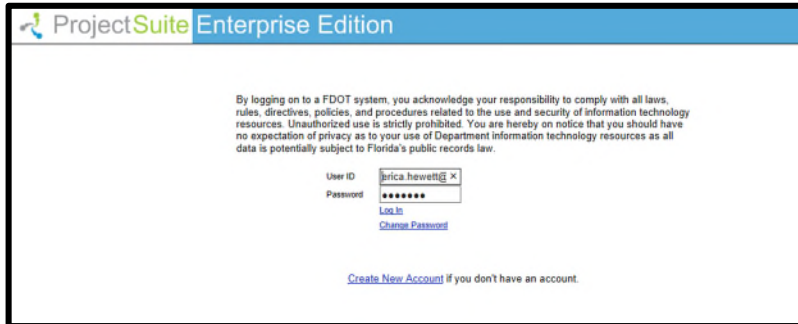 ProjectSuite Enterprise Edition
By logging on to a FDOT system, you acknowledge your responsibility to comply with all laws,
rules, directives, policies, and procedures related to the use and security of information technology
resources. Unauthorized use is strictly prohibited. You are hereby on notice that you should have
no expectation of privacy as to your use of Department information technology resources as all
data is potentially subject to Florida's public records law.
User ID erica.hewett@ ×
Password •••••••
Log In
Change Password
Create New Account if you don't have an account.